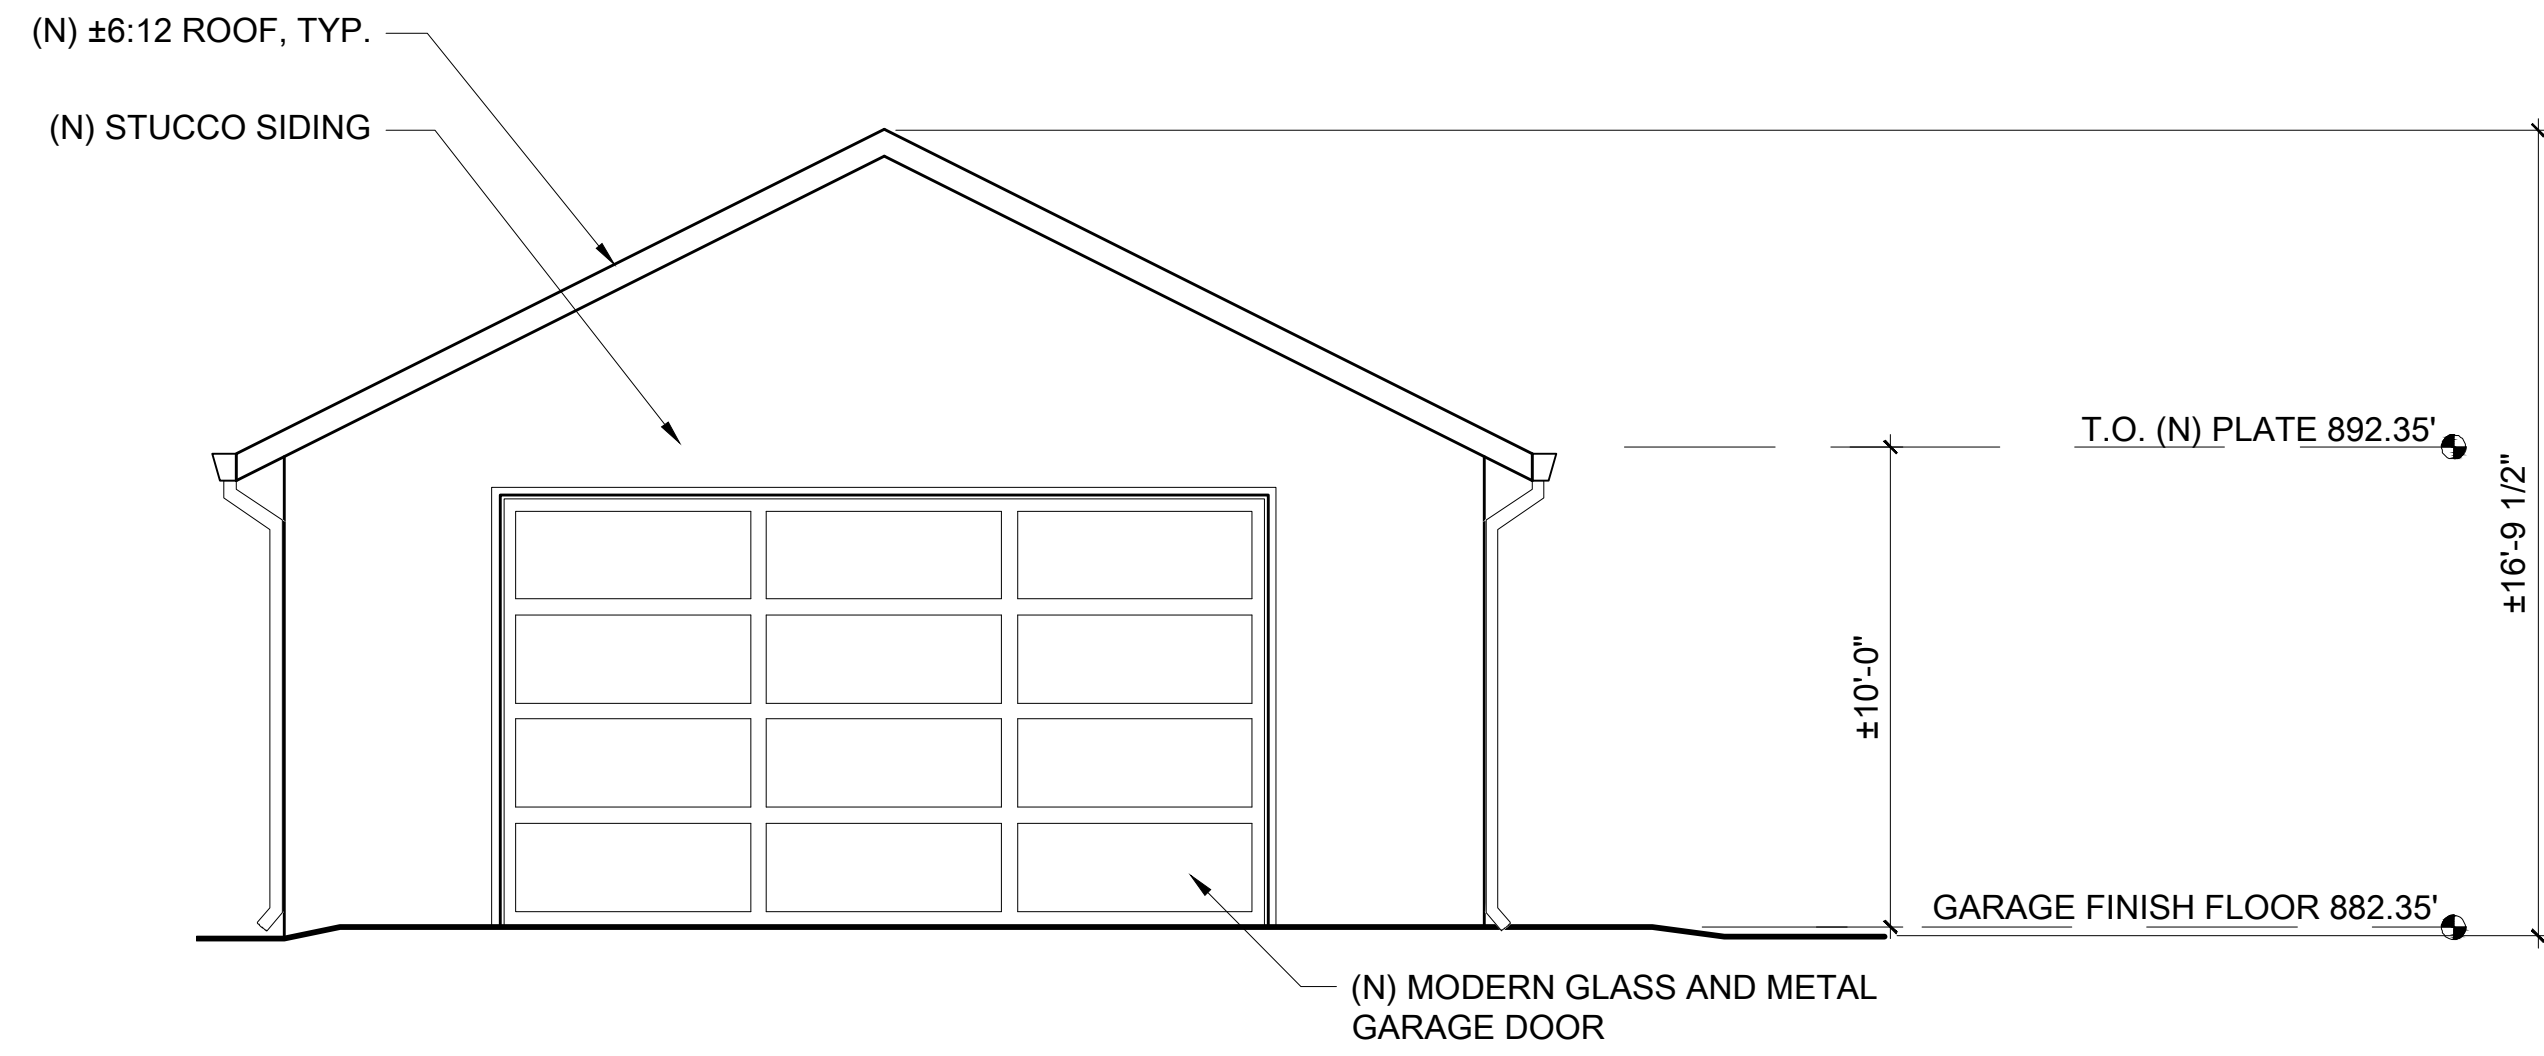 (N) ±6:12 ROOF, TYP.
(N) STUCCO SIDING
T.O. (N) PLATE 892.35'
±16'-9 1/2"
±10'-0"
GARAGE FINISH FLOOR 882.35'
(N) MODERN GLASS AND METAL
GARAGE DOOR